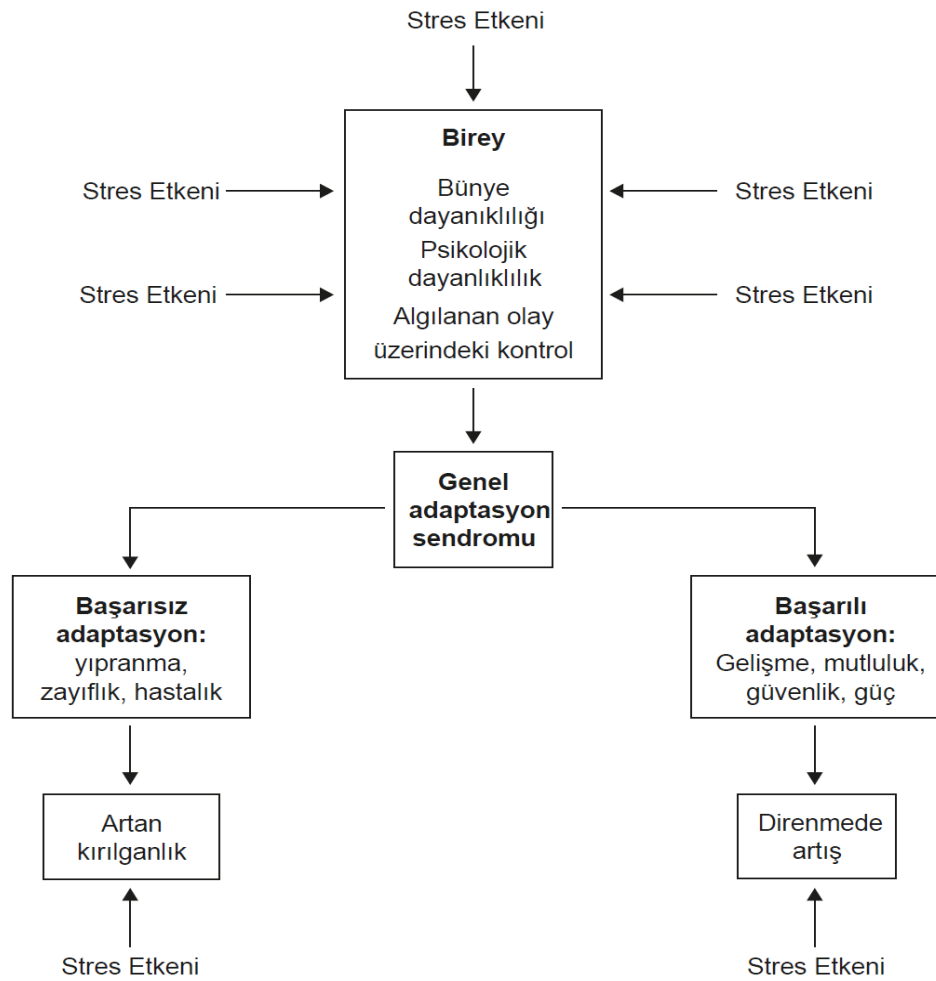 Stres Etkeni
Birey
Stres Etkeni
Bünye
dayanıklılığı
Stres Etkeni
Psikolojik
dayanlıklılık
Stres Etkeni
Algılanan olay
üzerindeki kontrol
Stres Etkeni
Genel
adaptasyon
sendromu
Başarısız
adaptasyon:
yıpranma,
zayıflık, hastalık
Başarılı
adaptasyon:
Gelişme, mutluluk,
güvenlik, güç
Artan
kırılganlık
Direnmede
artış
Stres Etkeni
Stres Etkeni